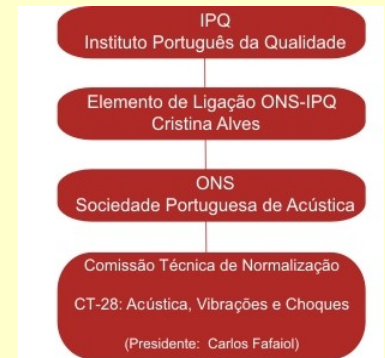 IPQ
Instituto Português da Qualidade
Elemento de Ligação ONS-IPQ
Cristina Alves
ONS
Sociedade Portuguesa de Acústica
Comissão Técnica de Normalização
CT-28: Acústica, Vibrações e Choques
(Presidente: Carlos Fafaiol)